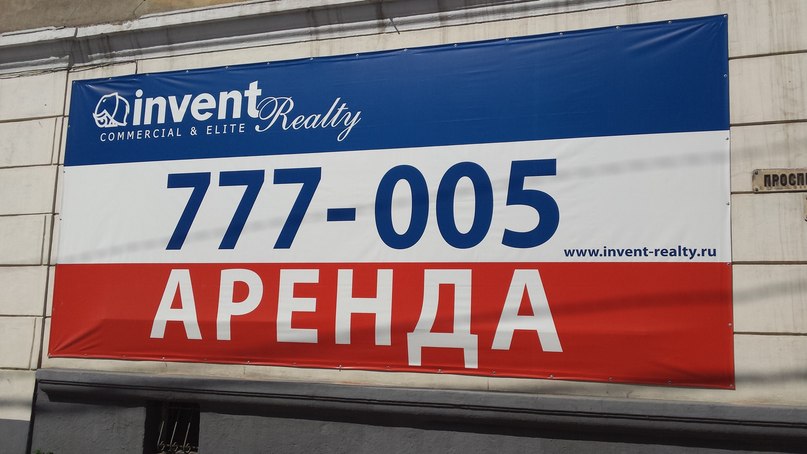 invent Realty
COMMERCIAL & ELITE
777-005
www.invent-realty.ru
АРЕНДА